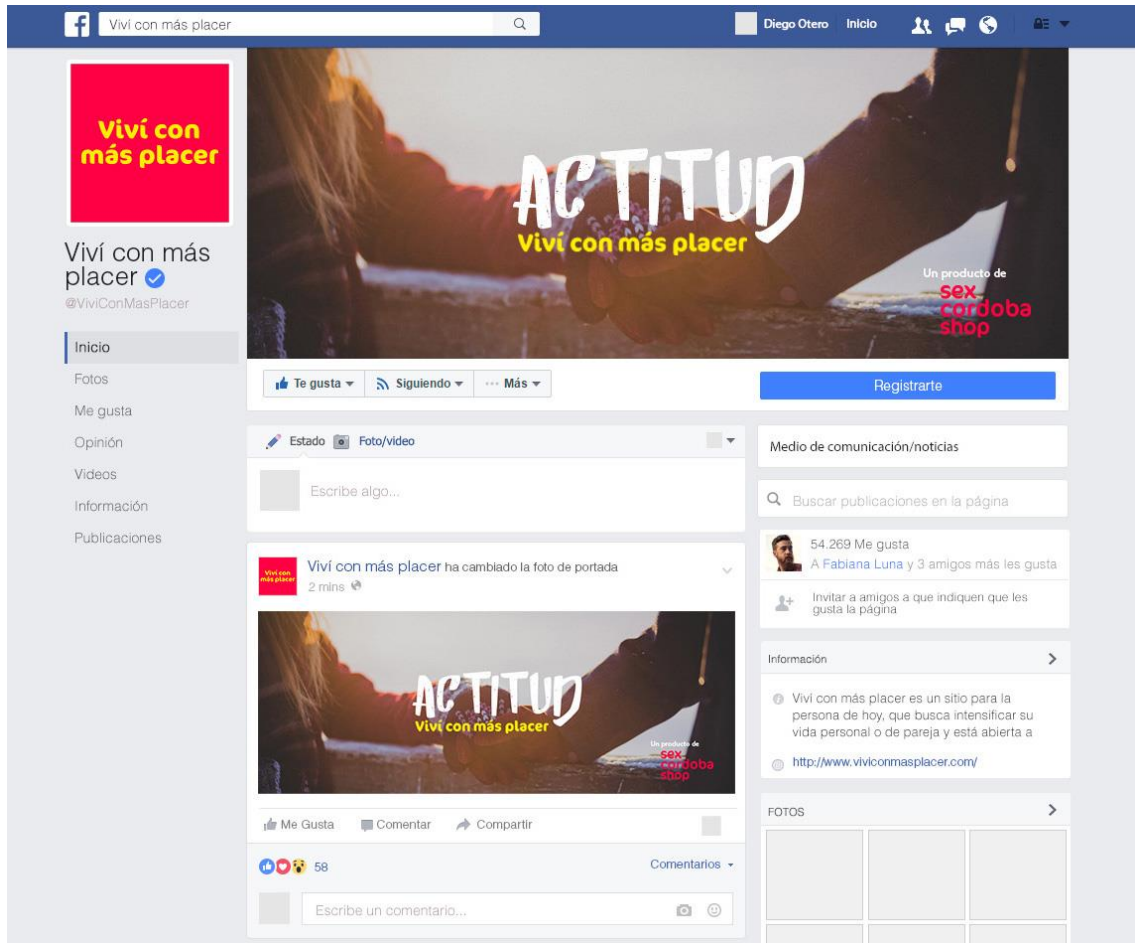 Viví con más placer
Diego Otero
Inicio
Viví con
más placer
Viví con más
placer
@ViviConMasPlacer
Inicio
Fotos
Me gusta
Opinión
Videos
Información
Publicaciones
ACTITUD
Viví con más placer
Un producto de
sex
cordoba
shop
Te gusta
Siguiendo
Más
Registrarte
Estado
Foto/video
Escribe algo...
Viví con
más placer
Viví con más placer ha cambiado la foto de portada
2 mins
ACTITUD
Viví con más placer
Un producto de
sex
cordoba
shop
Me Gusta
Comentar
Compartir
58
Comentarios
Escribe un comentario...
Medio de comunicación/noticias
Buscar publicaciones en la página
54.269 Me gusta
A Fabiana Luna y 3 amigos más les gusta
Invitar a amigos a que indiquen que les
gusta la página
Información
Viví con más placer es un sitio para la
persona de hoy, que busca intensificar su
vida personal o de pareja y está abierta a
http://www.viviconmasplacer.com/
FOTOS